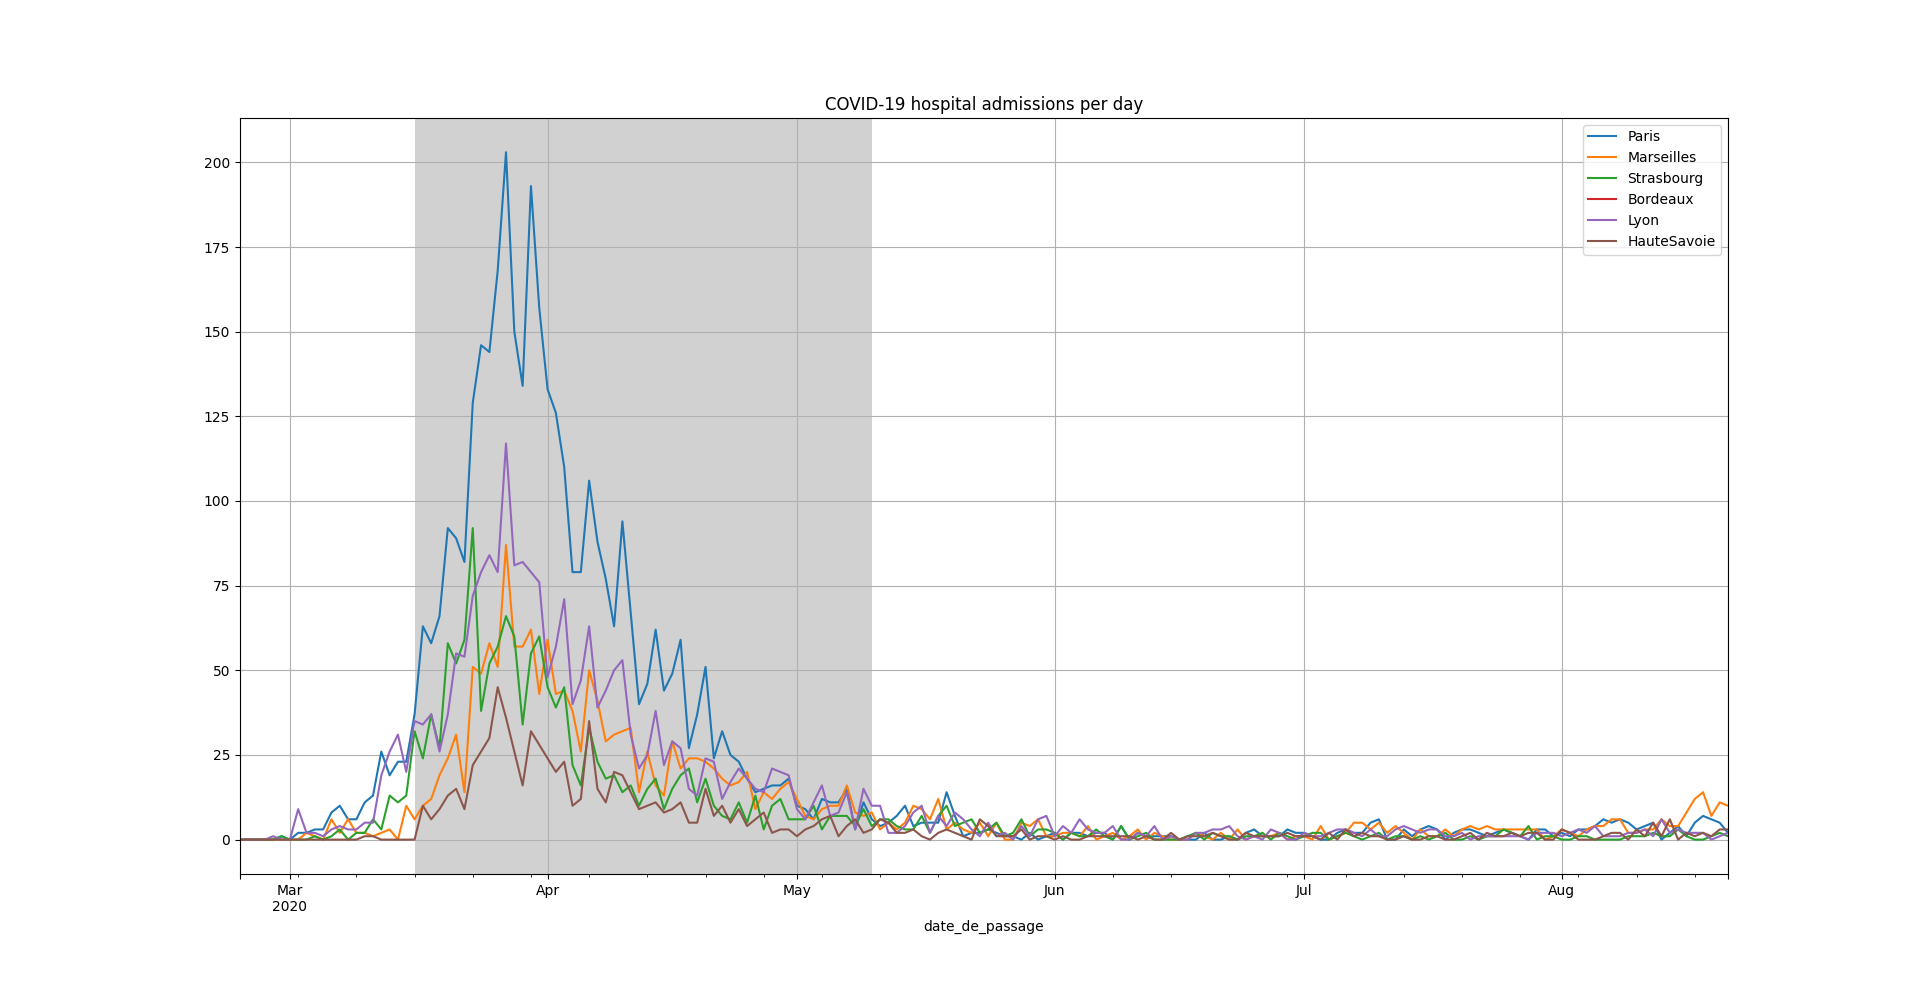 COVID-19 hospital admissions per day
Paris
Marseilles
Strasbourg
Bordeaux
Lyon
HauteSavoie
200
175
150
125
100
75
50
25
0
Mar Apr May Jun Jul Aug
2020
date_de_passage